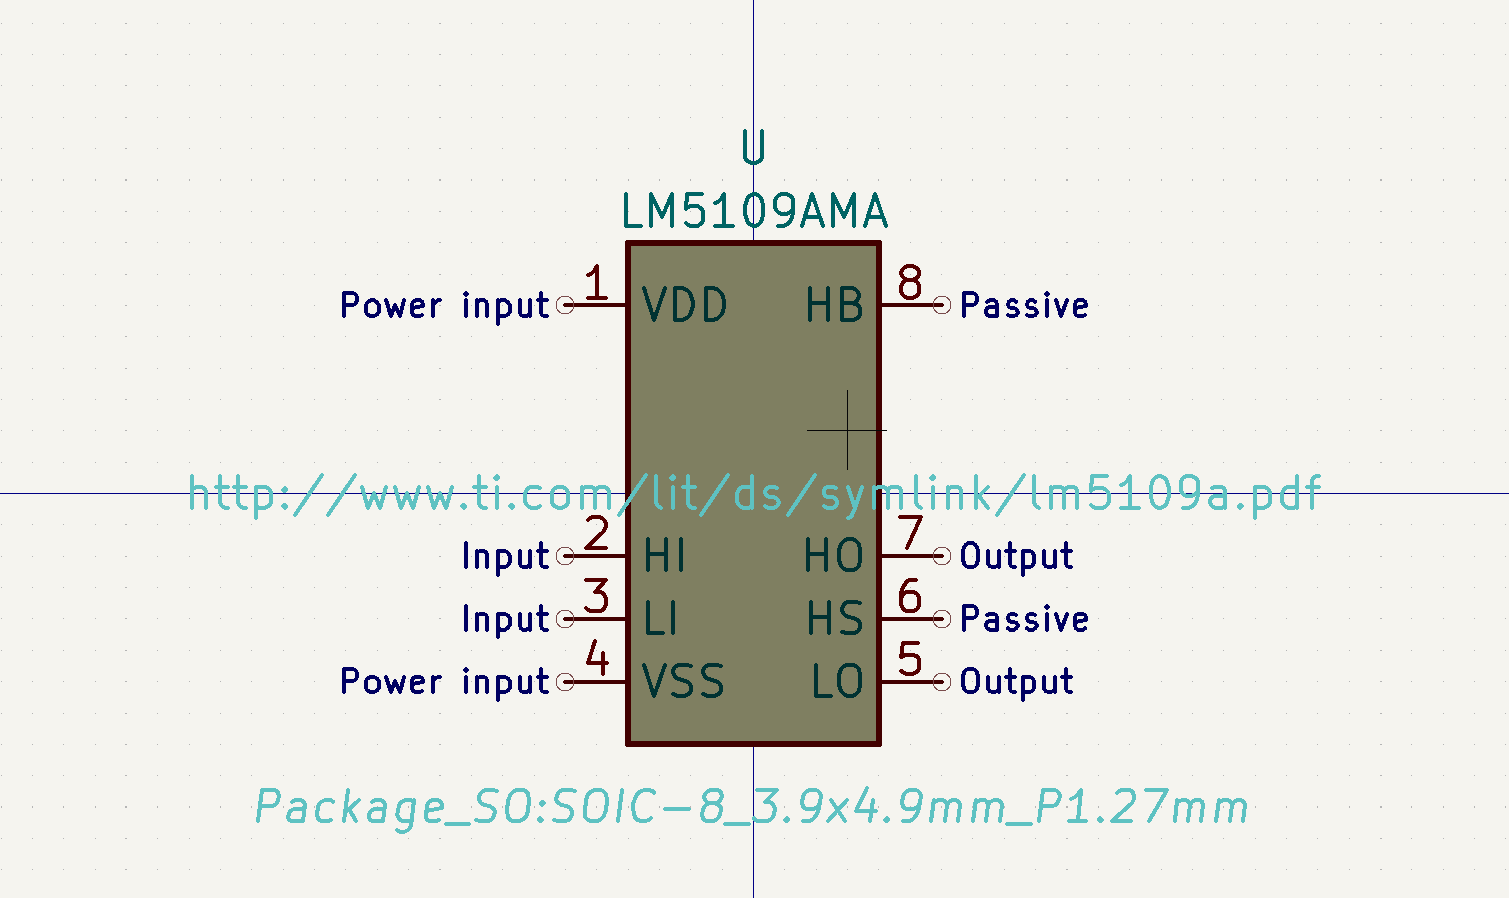 U
LM5109AMA
Power input 1 VDD HB 8 Passive
http://www.ti.com/lit/ds/symlink/lm5109a.pdf
Input 2 HI HO 7 Output
Input 3 LI HS 6 Passive
Power input 4 VSS LO 5 Output
Package_SO:SOIC-8_3.9x4.9mm_P1.27mm